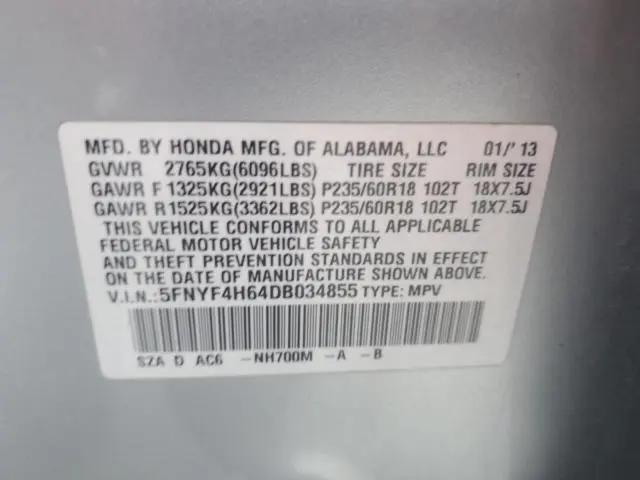 MFD. BY HONDA MFG. OF ALABAMA, LLC 01/'13
GVWR 2765KG(6096LBS) TIRE SIZE RIM SIZE
GAWR F 1325KG(2921LBS) P235/60R18 102T 18X7.5J
GAWR R 1525KG(3362LBS) P235/60R18 102T 18X7.5J
THIS VEHICLE CONFORMS TO ALL APPLICABLE
FEDERAL MOTOR VEHICLE SAFETY
AND THEFT PREVENTION STANDARDS IN EFFECT
ON THE DATE OF MANUFACTURE SHOWN ABOVE.
V.I.N.:5FNYF4H64DB034855 TYPE: MPV
SZA D AC6 -NH700M -A -B